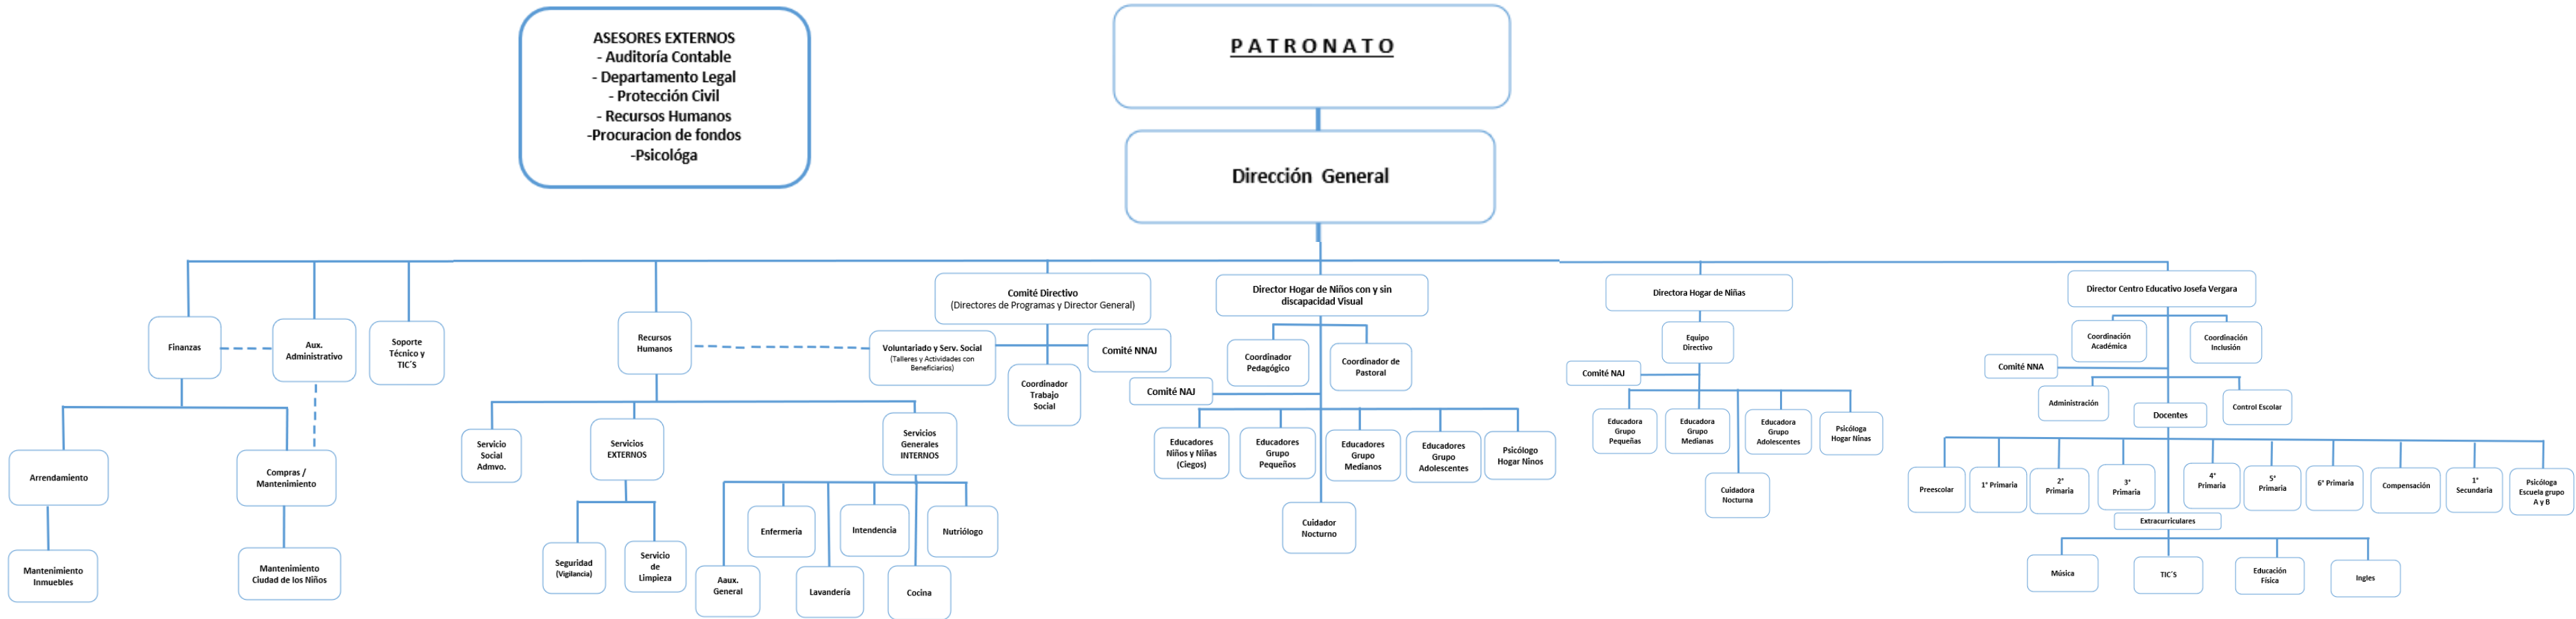 ASESORES EXTERNOS
- Auditoría Contable
- Departamento Legal
- Protección Civil
- Recursos Humanos
-Procuracion de fondos
-Psicológa
PATRONATO
Dirección General
Finanzas
Aux.
Administrativo
Soporte
Técnico y
TIC´S
Recursos
Humanos
Comité Directivo
(Directores de Programas y Director General)
Voluntariado y Serv. Social
(Talleres y Actividades con
Beneficiarios)
Comité NNAJ
Coordinador
Trabajo
Social
Director Hogar de Niños con y sin
discapacidad Visual
Coordinador
Pedagógico
Coordinador de
Pastoral
Comité NAJ
Directora Hogar de Niñas
Equipo
Directivo
Comité NAJ
Director Centro Educativo Josefa Vergara
Coordinación
Académica
Coordinación
Inclusión
Comité NNA
Administración
Docentes
Control Escolar
Arrendamiento
Compras /
Mantenimiento
Mantenimiento
Inmuebles
Mantenimiento
Ciudad de los Niños
Servicio
Social
Admvo.
Servicios
EXTERNOS
Servicios
Generales
INTERNOS
Seguridad
(Vigilancia)
Servicio
de
Limpieza
Aaux.
General
Enfermeria
Lavandería
Intendencia
Cocina
Nutriólogo
Educadores
Niños y Niñas
(Ciegos)
Educadores
Grupo
Pequeños
Educadores
Grupo
Medianos
Educadores
Grupo
Adolescentes
Psicólogo
Hogar Ninos
Cuidador
Nocturno
Educadora
Grupo
Pequeñas
Educadora
Grupo
Medianas
Educadora
Grupo
Adolescentes
Psicóloga
Hogar Ninas
Cuidadora
Nocturna
Preescolar
1° Primaria
2°
Primaria
3°
Primaria
4°
Primaria
5°
Primaria
6° Primaria
Compensación
1°
Secundaria
Psicóloga
Escuela grupo
A y B
Extracurriculares
Música
TIC´S
Educación
Física
Ingles